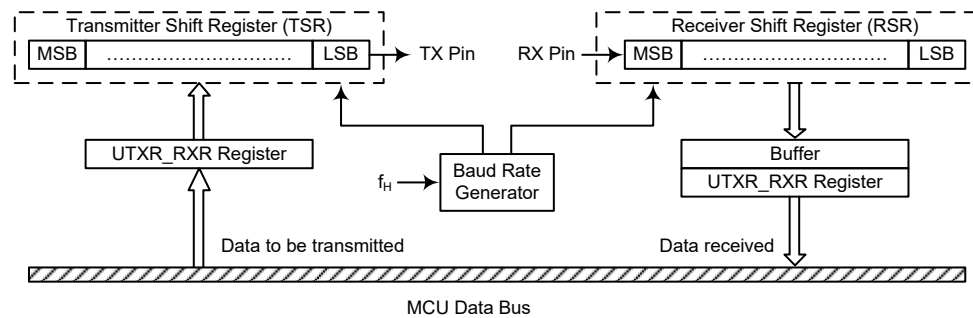 Transmitter Shift Register (TSR)
MSB ........................................ LSB
TX Pin
RX Pin
Receiver Shift Register (RSR)
MSB ........................................ LSB
UTXR_RXR Register
fH
Baud Rate
Generator
Buffer
UTXR_RXR Register
Data to be transmitted
Data received
MCU Data Bus